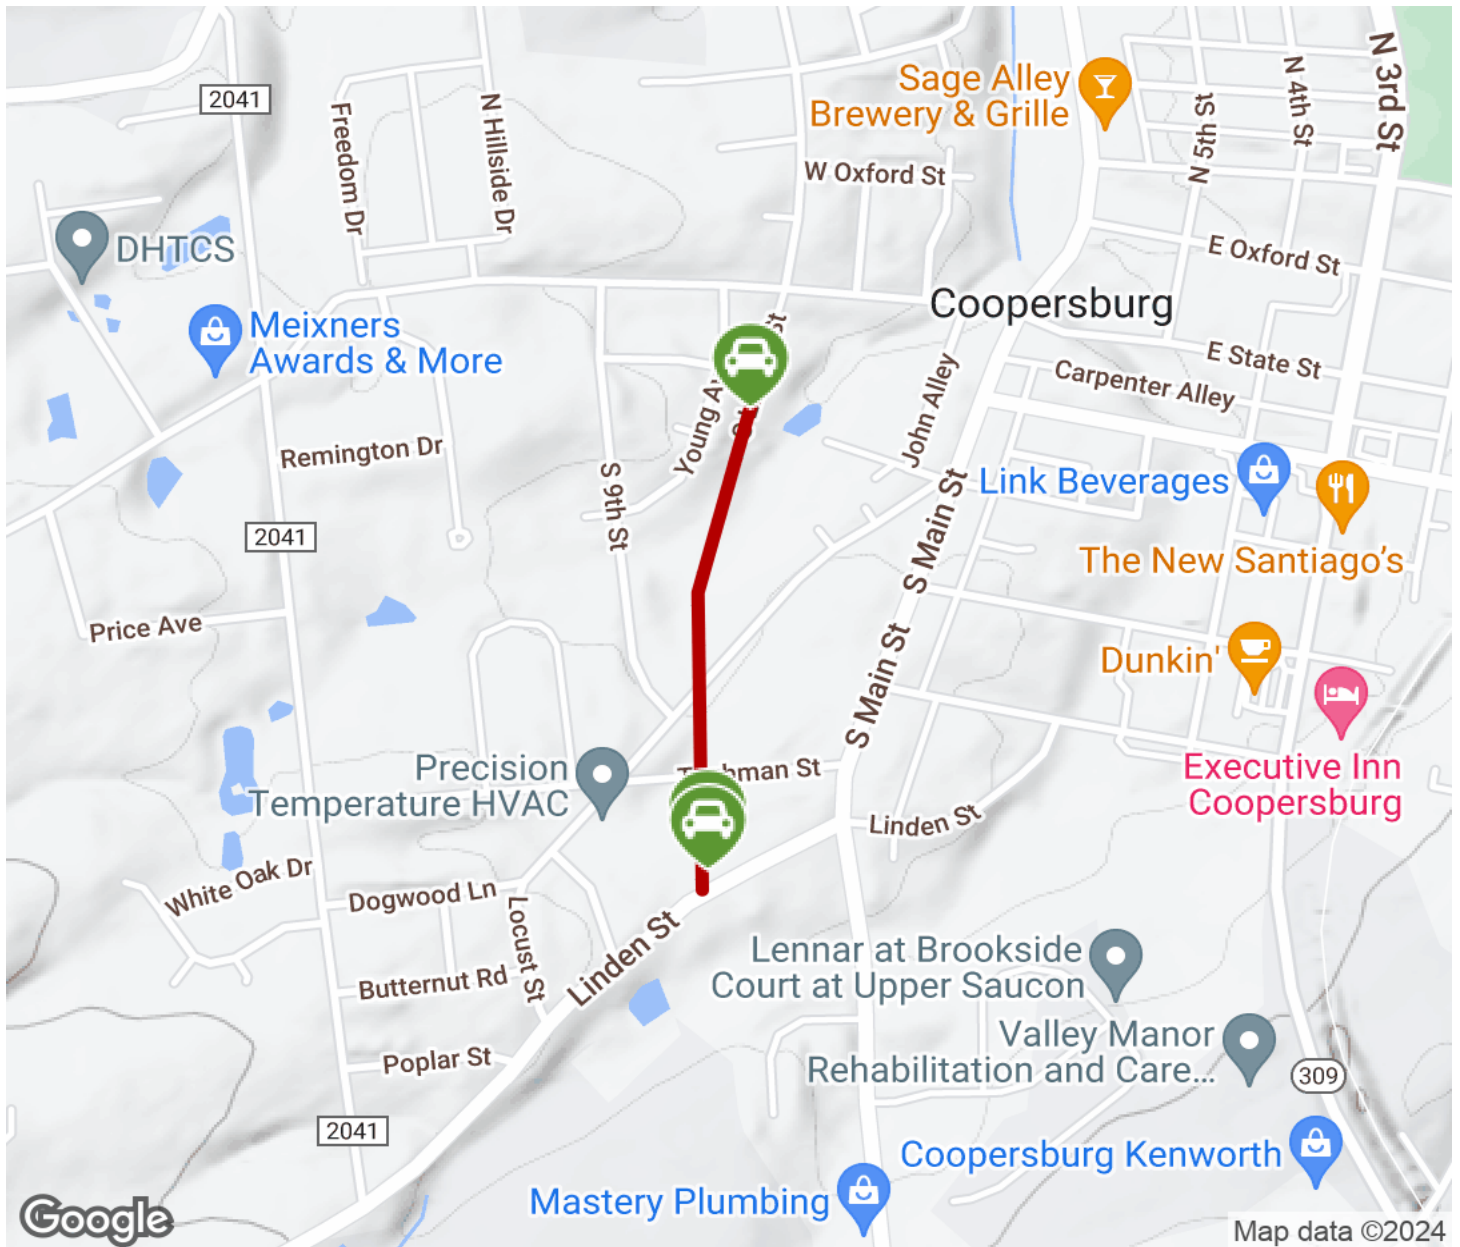 N 3rd St
Sage Alley
Brewery & Grille
N 4th St
2041
N 5th St
Freedom Dr
N Hillside Dr
W Oxford St
DHTCS
E Oxford St
Coopersburg
Meixners
Awards & More
St
E State St
Carpenter Alley
John Alley
Young
Remington Dr
S 9th St
S Main St
Link Beverages
2041
The New Santiago's
S Main St
Price Ave
Dunkin'
Precision
Temperature HVAC
man St
Executive Inn
Coopersburg
Linden St
White Oak Dr
Dogwood Ln
Locust St
Linden St
Lennar at Brookside
Court at Upper Saucon
Butternut Rd
Valley Manor
Rehabilitation and Care...
Poplar St
309
2041
Coopersburg Kenworth
Mastery Plumbing
Google
Map data ©2024